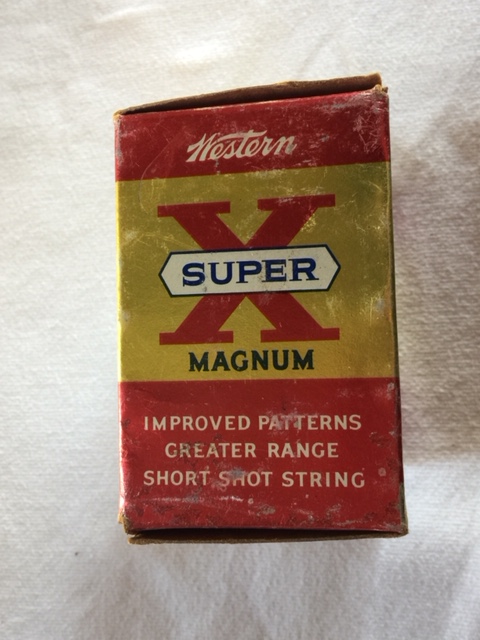 Western
X
SUPER
MAGNUM
IMPROVED PATTERNS
GREATER RANGE
SHORT SHOT STRING